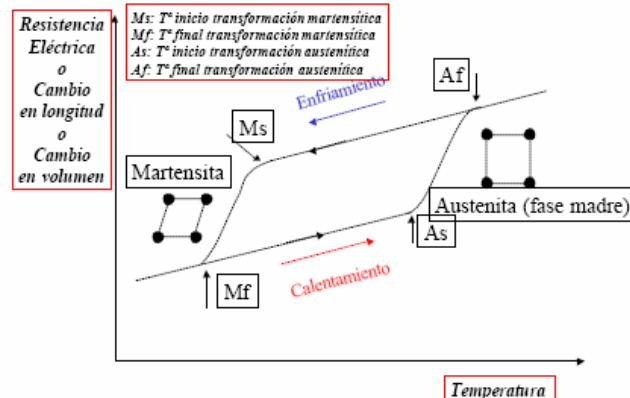 Resistencia
Eléctrica
o
Cambio
en longitud
o
Cambio
en volumen
Ms: Tª inicio transformación martensítica
Mf: Tª final transformación martensítica
As: Tª inicio transformación austenítica
Af: Tª final transformación austenítica
Af
Enfriamiento
Ms
Martensita
Austenita (fase madre)
As
Mf
Calentamiento
Temperatura